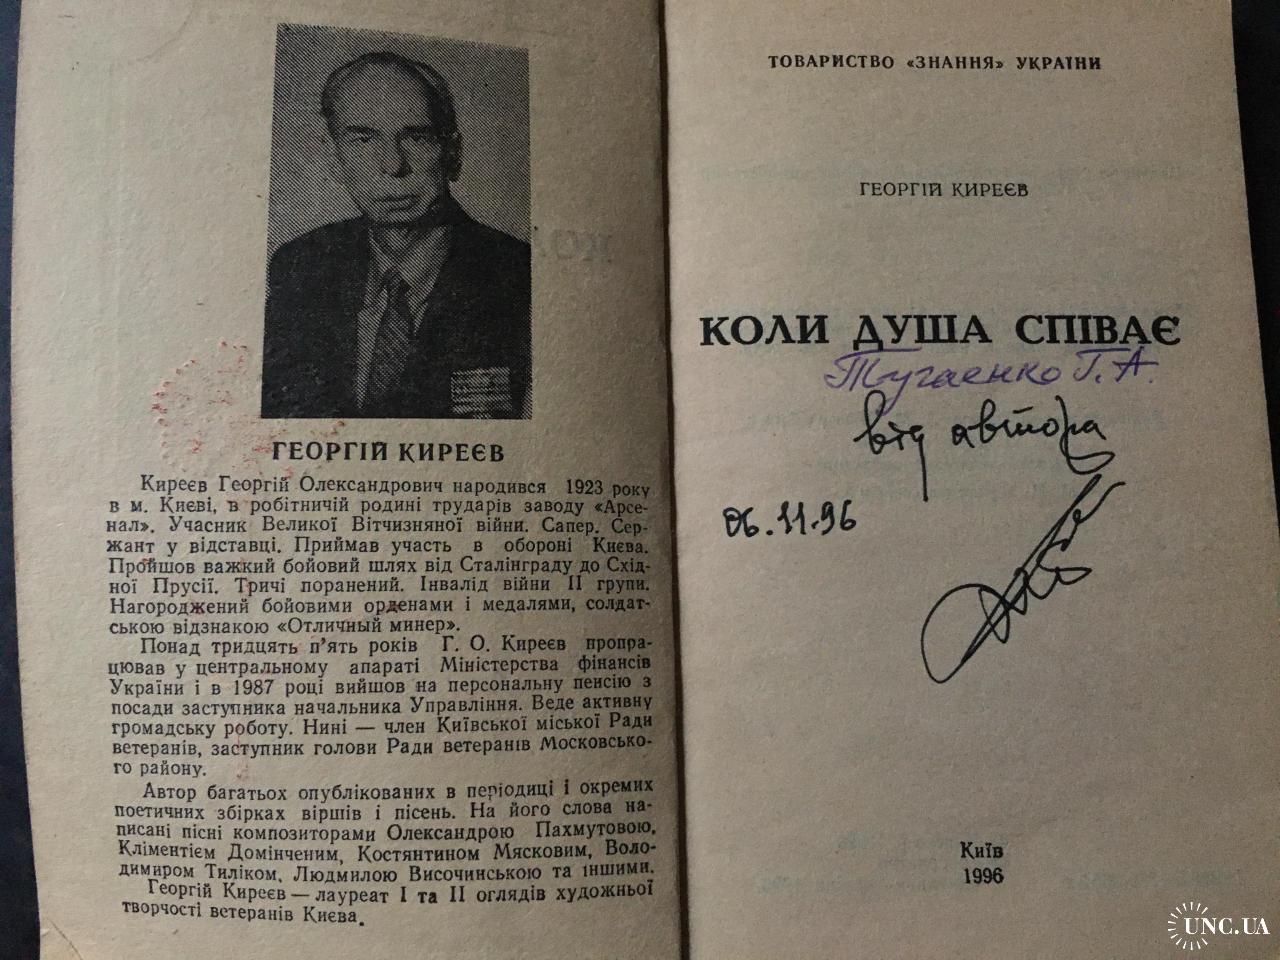 ГЕОРГІЙ КИРЕЄВ
Киреєв Георгій Олександрович народився 1923 року
в м. Києві, в робітничій родині трударів заводу «Арсе-
нал». Учасник Великої Вітчизняної війни. Сапер. Сер-
жант у відставці. Приймав участь в обороні Києва.
Пройшов важкий бойовий шлях від Сталінграду до Схід-
ної Прусії. Тричі поранений. Інвалід війни II групи.
Нагороджений бойовими орденами і медалями, солдат-
ською відзнакою «Отличный минер».
Понад тридцять п'ять років Г. О. Киреєв пропра-
цював у центральному апараті Міністерства фінансів
України і в 1987 році вийшов на персональну пенсію з
посади заступника начальника Управління. Веде активну
громадську роботу. Нині — член Київської міської Ради
ветеранів, заступник голови Ради ветеранів Московсько-
го району.
Автор багатьох опублікованих в періодиці і окремих
поетичних збірках віршів і пісень. На його слова на-
писані пісні композиторами Олександрою Пахмутовою,
Кліментієм Домінченим, Костянтином Мясковим, Воло-
димиром Тиліком, Людмилою Височинською та іншими.
Георгій Киреєв — лауреат I та II оглядів художньої
творчості ветеранів Києва.
ТОВАРИСТВО «ЗНАННЯ» УКРАЇНИ
ГЕОРГІЙ КИРЕЄВ
КОЛИ ДУША СПІВАЄ
Тугаенко Г. А.
від автора
06.11.96
Київ
1996
UNC.UA